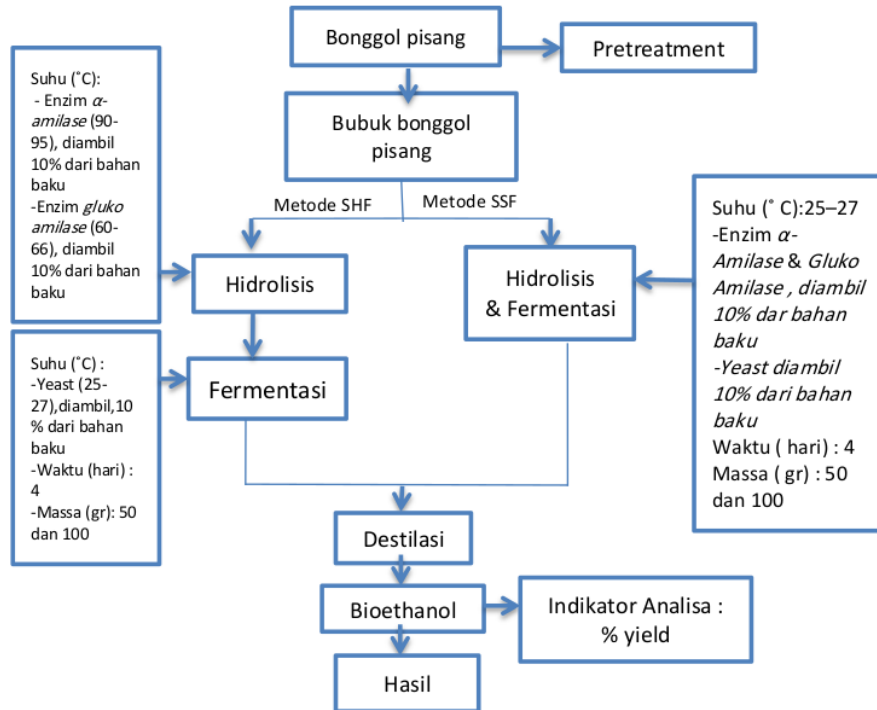 Bonggol pisang
Pretreatment
Suhu (˚C):
- Enzim α-
amilase (90-
95), diambil
10% dari bahan
baku
-Enzim gluko
amilase (60-
66), diambil
10% dari bahan
baku
Bubuk bonggol
pisang
Metode SHF
Metode SSF
Hidrolisis
Hidrolisis
& Fermentasi
Suhu (˚ C):25–27
-Enzim α-
Amilase & Gluko
Amilase , diambil
10% dar bahan
baku
-Yeast diambil
10% dari bahan
baku
Waktu ( hari) : 4
Massa ( gr) : 50
dan 100
Suhu (˚C) :
-Yeast (25-
27),diambil,10
% dari bahan
baku
-Waktu (hari) :
4
-Massa (gr): 50
dan 100
Fermentasi
Destilasi
Bioethanol
Indikator Analisa :
% yield
Hasil